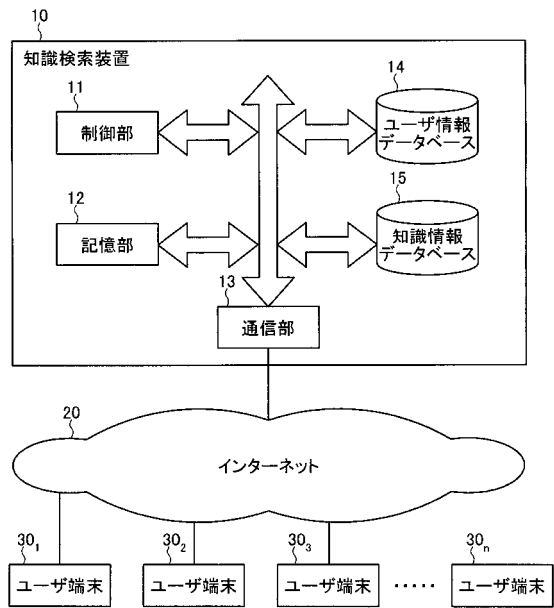 10
知識検索装置
11
制御部
14
ユーザ情報
データベース
12
記憶部
15
知識情報
データベース
13
通信部
20
インターネット
30₁
ユーザ端末
30₂
ユーザ端末
30₃
ユーザ端末
.....
30ₙ
ユーザ端末